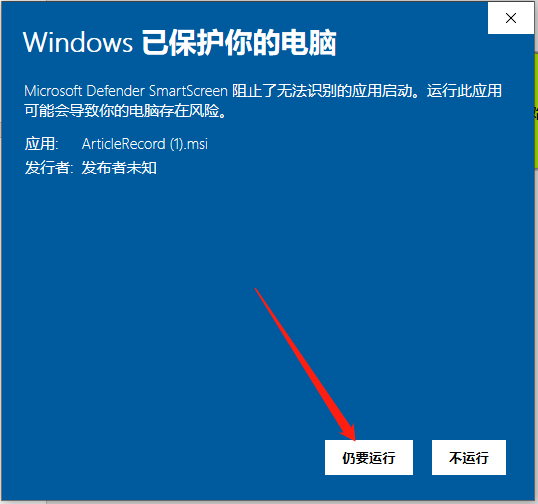 Windows 已保护你的电脑
Microsoft Defender SmartScreen 阻止了无法识别的应用启动。运行此应用
可能会导致你的电脑存在风险。
应用: ArticleRecord (1).msi
发行者: 发布者未知
仍要运行 不运行